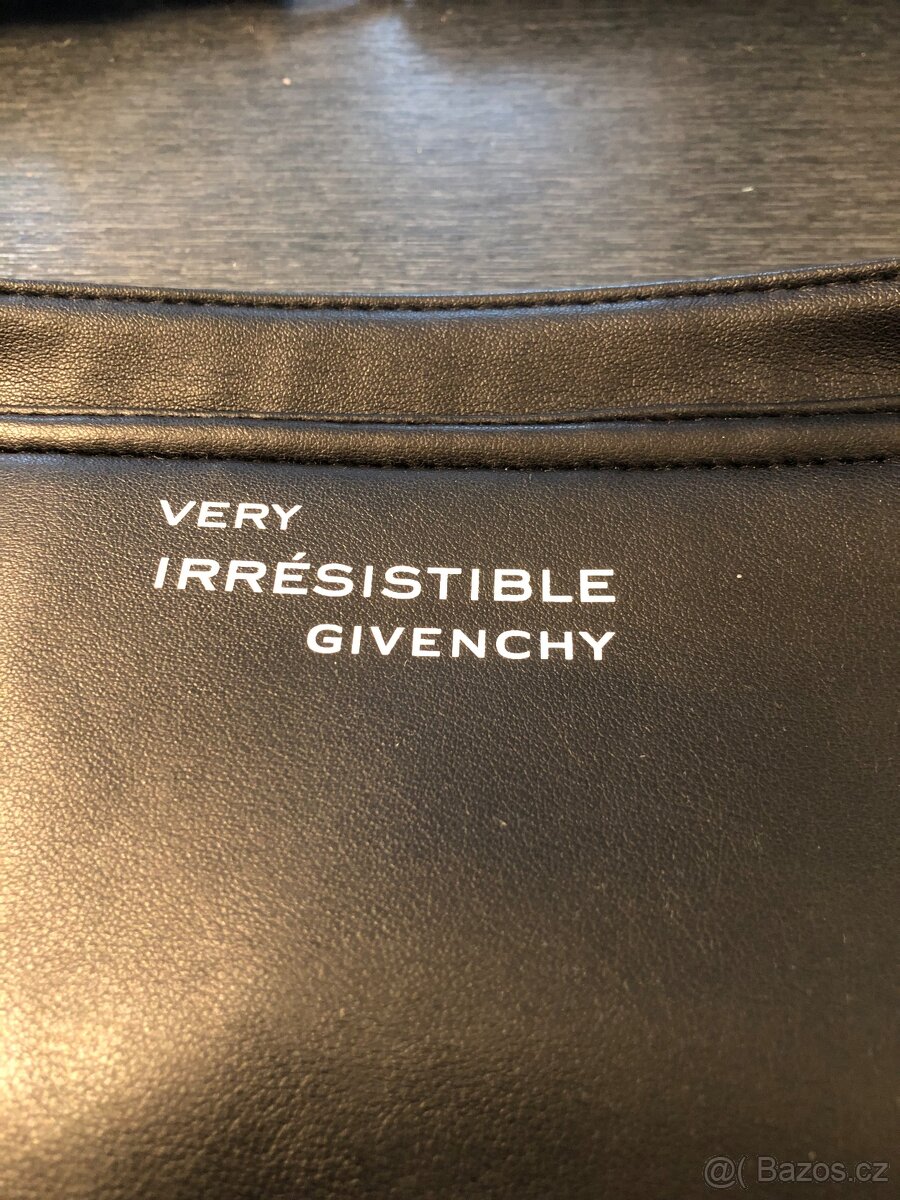 VERY
IRRÉSISTIBLE
GIVENCHY
@( Bazos.cz